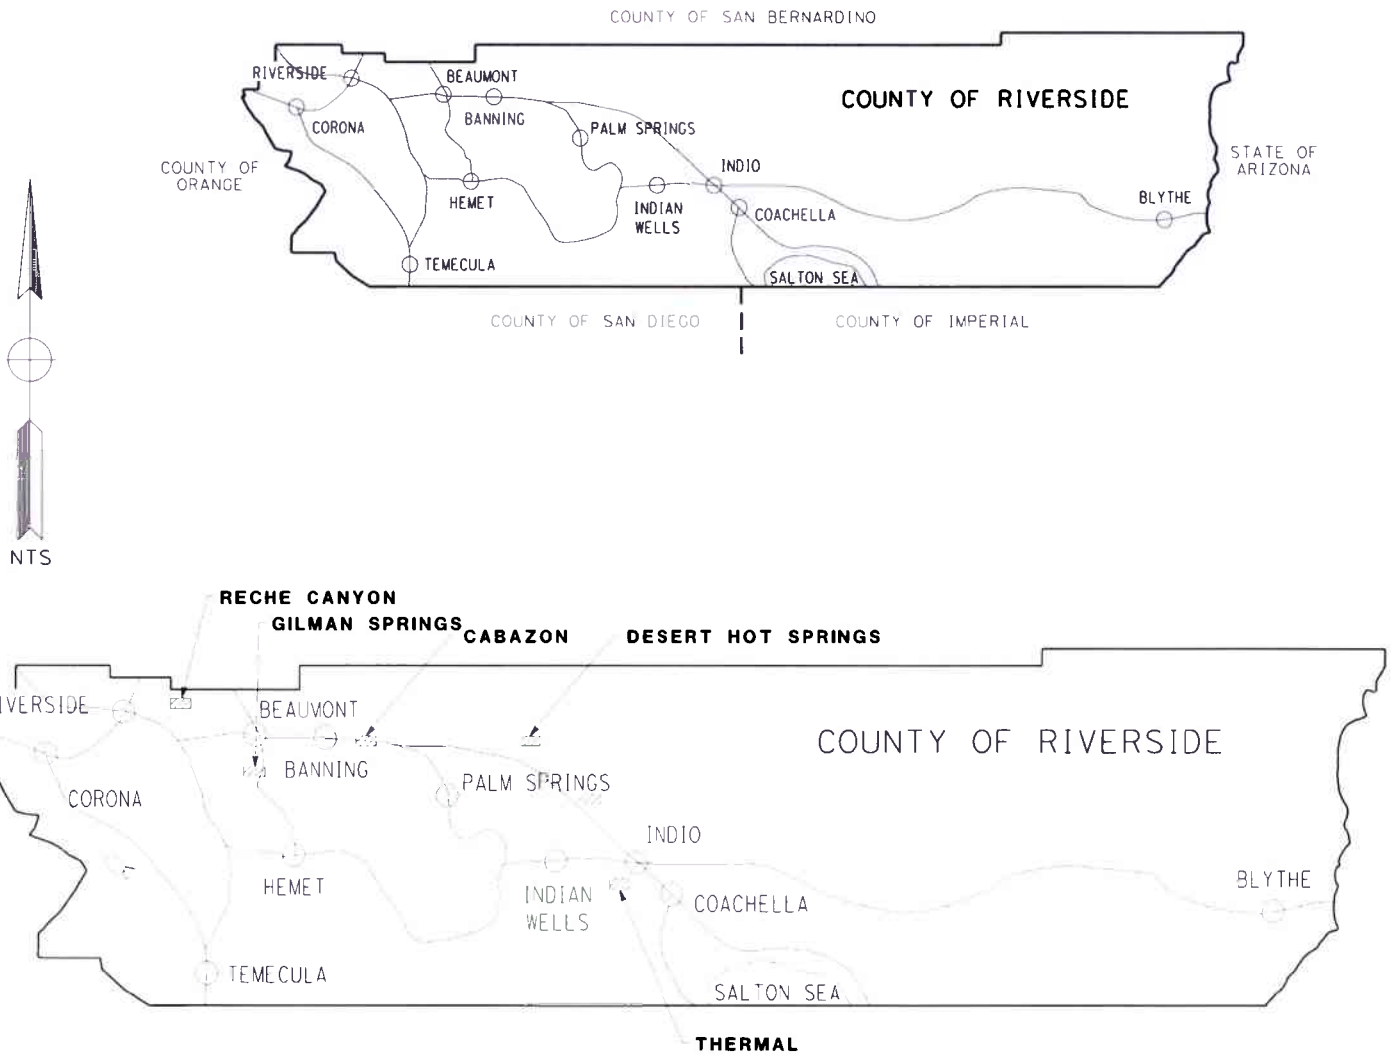 COUNTY OF SAN BERNARDINO
RIVERSIDE
BEAUMONT
COUNTY OF RIVERSIDE
BANNING
CORONA
PALM SPRINGS
COUNTY OF
ORANGE
STATE OF
ARIZONA
INDIO
HEMET
INDIAN
WELLS
COACHELLA
BLYTHE
TEMECULA
SALTON SEA
COUNTY OF SAN DIEGO
COUNTY OF IMPERIAL
NTS
RECHE CANYON
GILMAN SPRINGS
CABAZON
DESERT HOT SPRINGS
IVERSIDE
BEAUMONT
COUNTY OF RIVERSIDE
BANNING
PALM SPRINGS
CORONA
INDIO
HEMET
INDIAN
WELLS
COACHELLA
BLYTHE
TEMECULA
SALTON SEA
THERMAL